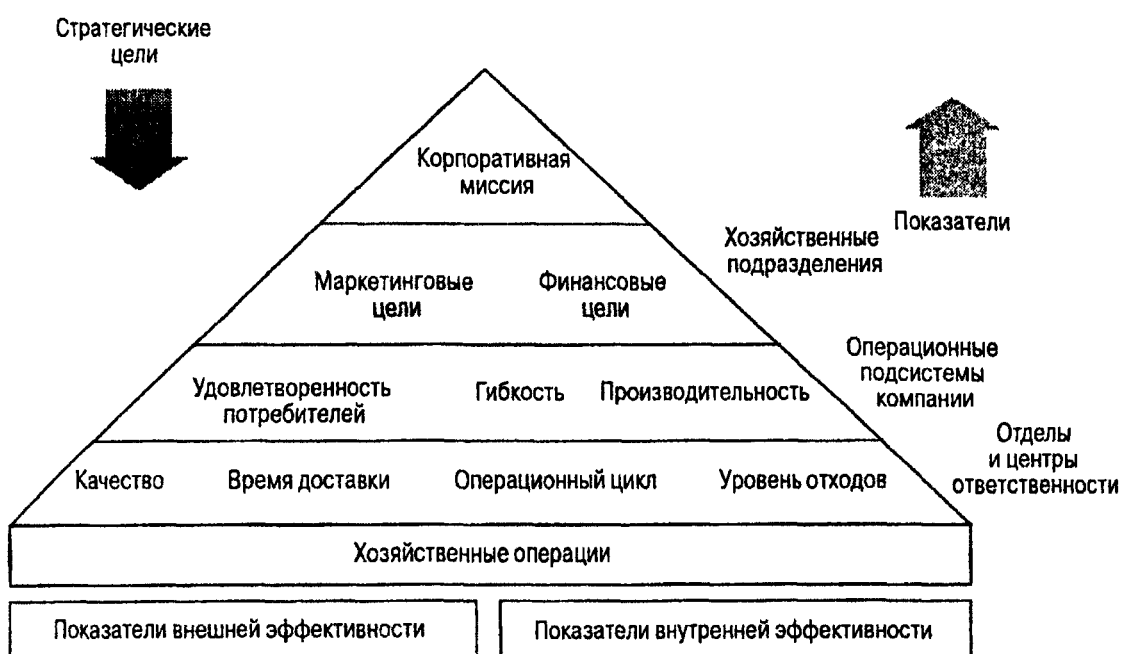 Стратегические
цели
Корпоративная
миссия
Показатели
Хозяйственные
подразделения
Маркетинговые
цели
Финансовые
цели
Операционные
подсистемы
компании
Удовлетворенность
потребителей
Гибкость
Производительность
Отделы
и центры
ответственности
Качество
Время доставки
Операционный цикл
Уровень отходов
Хозяйственные операции
Показатели внешней эффективности
Показатели внутренней эффективности